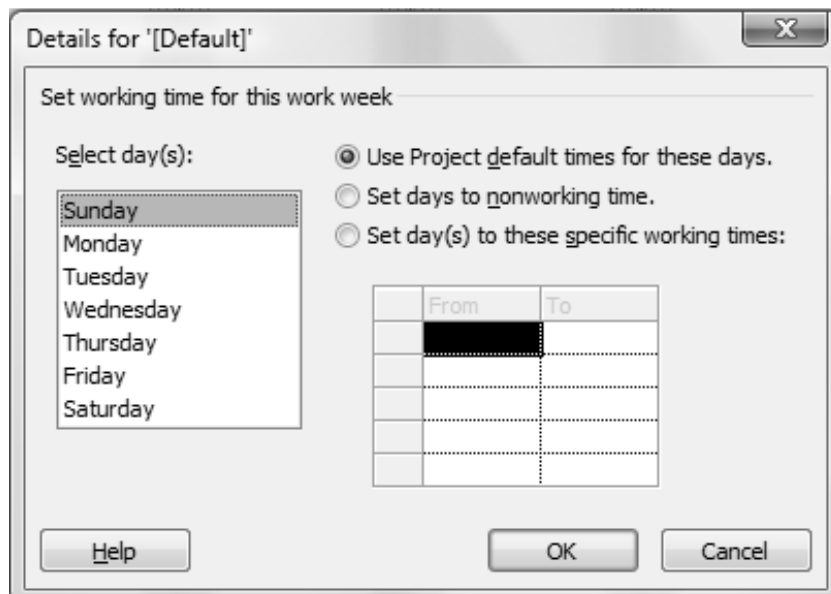 Details for '[Default]'
X
Set working time for this work week
Select day(s):
Use Project default times for these days.
Set days to nonworking time.
Set day(s) to these specific working times:
Sunday
Monday
Tuesday
Wednesday
Thursday
Friday
Saturday
From To
Help OK Cancel